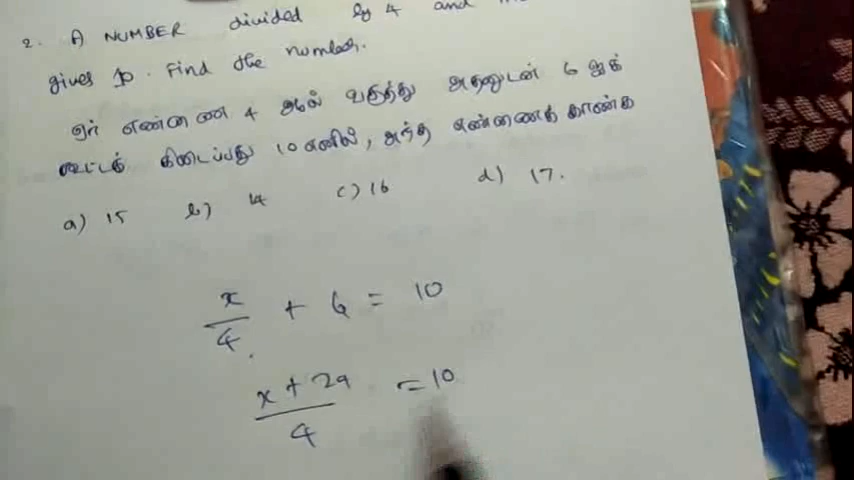 2. A NUMBER divided by 4 and
gives 10. Find the number.
ஓர் எண்ணை 4 ஆல் வகுத்து அதனுடன் 6 ஐக்
கூட்டக் கிடைப்பது 10 எனில், அந்த எண்ணைக் காண்க
a) 15 b) 14 c) 16 d) 17.
x/4 + 6 = 10
x + 24 / 4 = 10